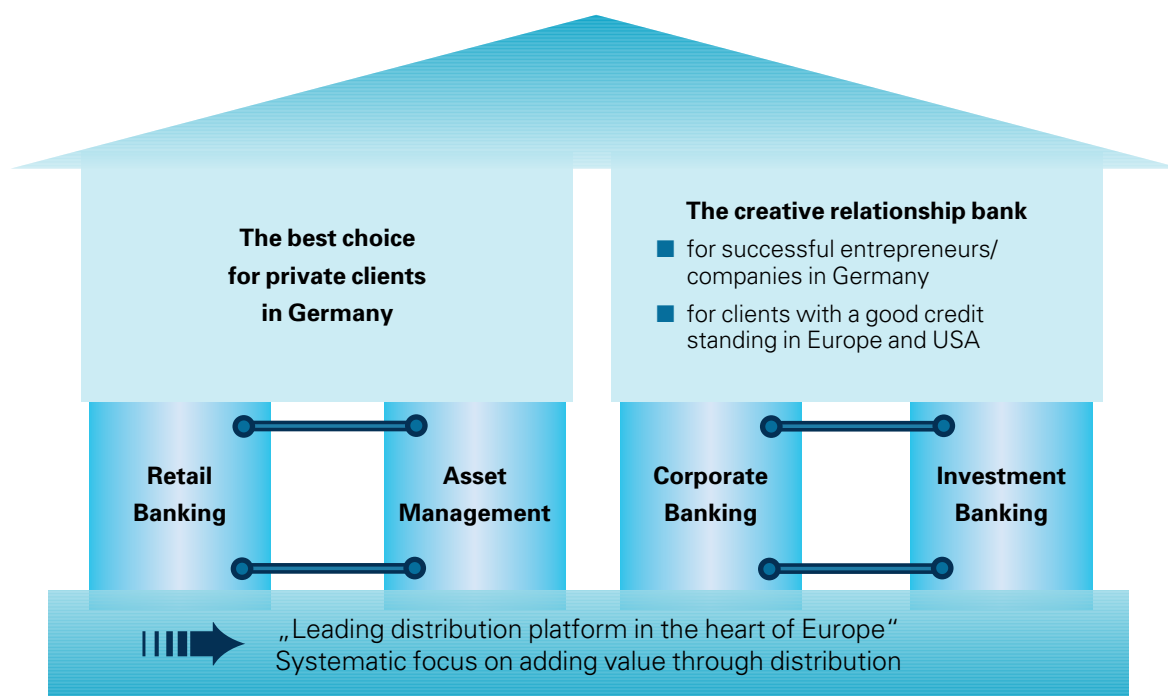 The best choice
for private clients
in Germany
The creative relationship bank
■ for successful entrepreneurs/
companies in Germany
■ for clients with a good credit
standing in Europe and USA
Retail
Banking
Asset
Management
Corporate
Banking
Investment
Banking
„Leading distribution platform in the heart of Europe“
Systematic focus on adding value through distribution